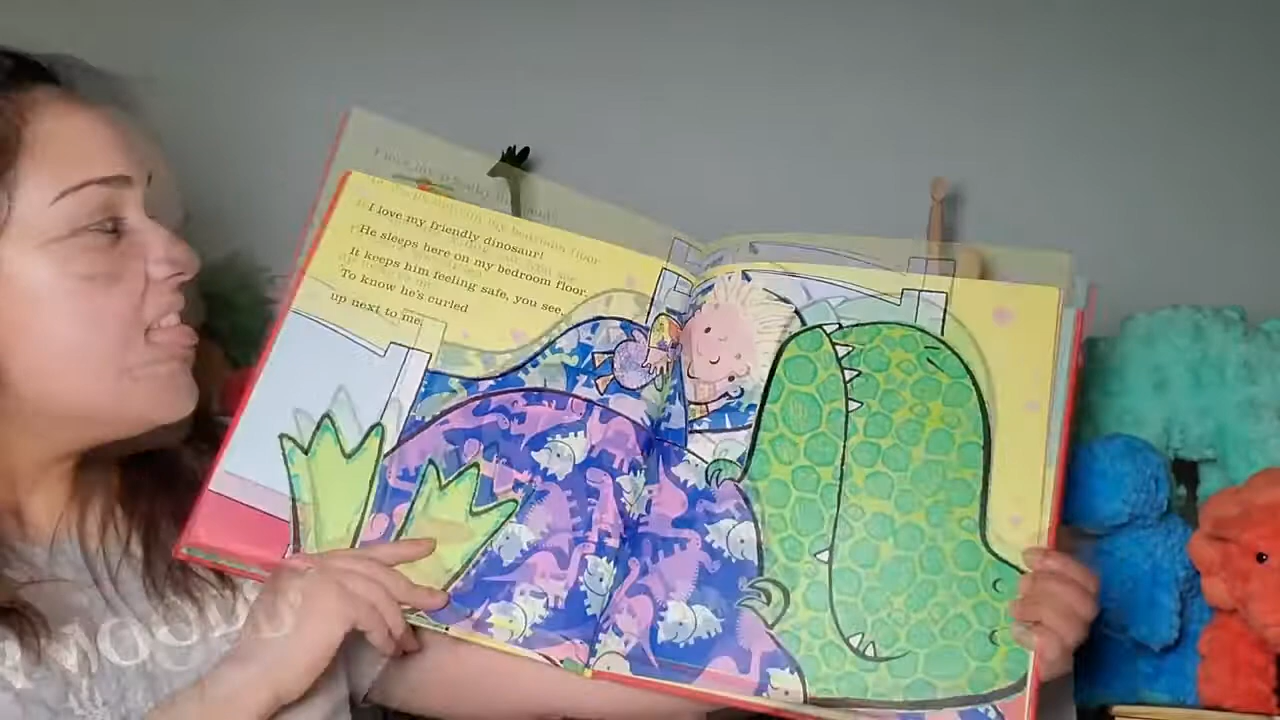 I love my friendly dinosaur!
He sleeps here on my bedroom floor.
It keeps him feeling safe, you see,
To know he's curled
up next to me.
MOODS